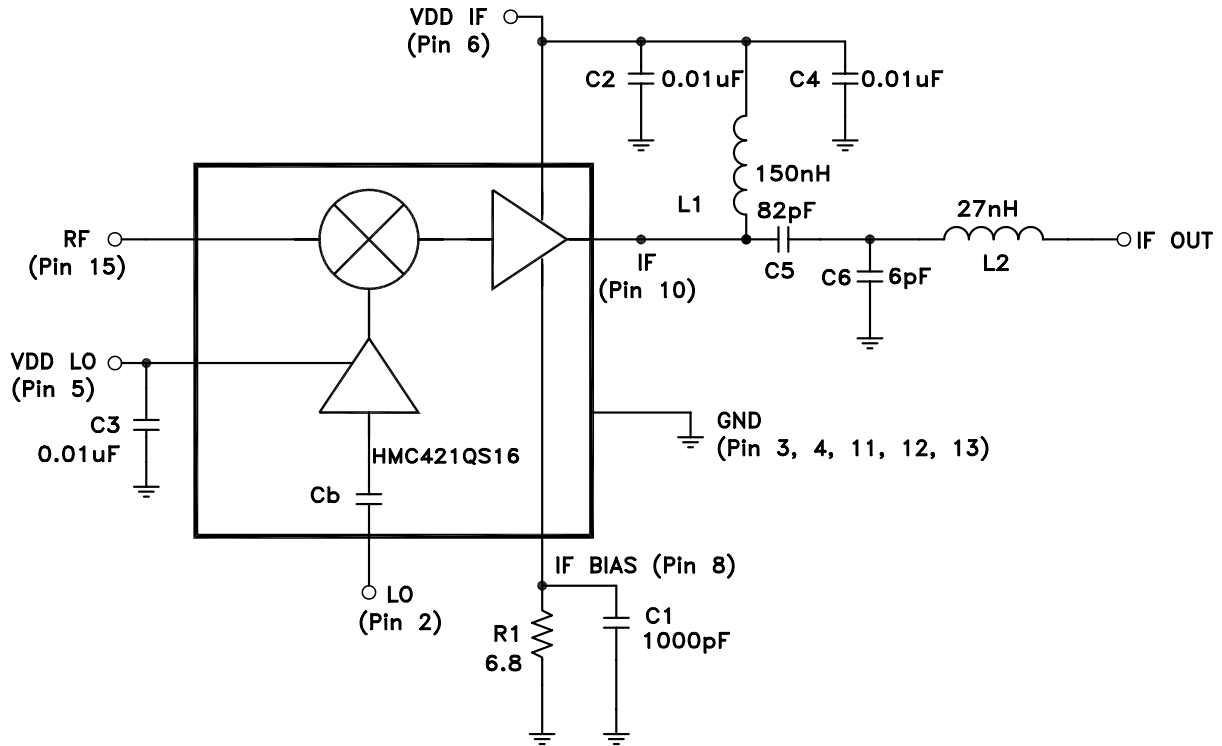 VDD IF
(Pin 6)
C2 0.01uF
C4 0.01uF
150nH
L1
82pF
27nH
RF
(Pin 15)
IF
(Pin 10)
C5
C6 6pF
L2
IF OUT
VDD LO
(Pin 5)
C3
0.01uF
GND
(Pin 3, 4, 11, 12, 13)
HMC421QS16
Cb
IF BIAS (Pin 8)
LO
(Pin 2)
R1
6.8
C1
1000pF